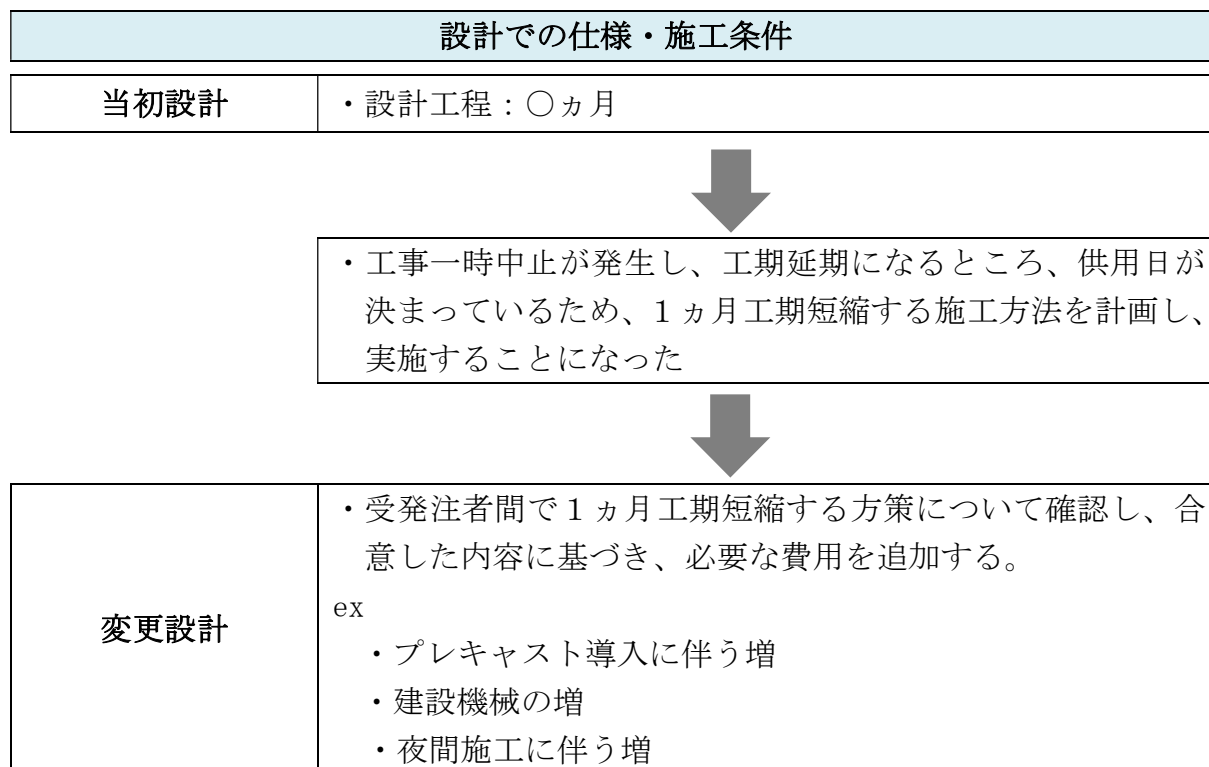 設計での仕様・施工条件
当初設計
・設計工程：○ヵ月
・工事一時中止が発生し、工期延期になるところ、供用日が
決まっているため、１ヵ月工期短縮する施工方法を計画し、
実施することになった
変更設計
・受発注者間で１ヵ月工期短縮する方策について確認し、合
意した内容に基づき、必要な費用を追加する。
ex
・プレキャスト導入に伴う増
・建設機械の増
・夜間施工に伴う増